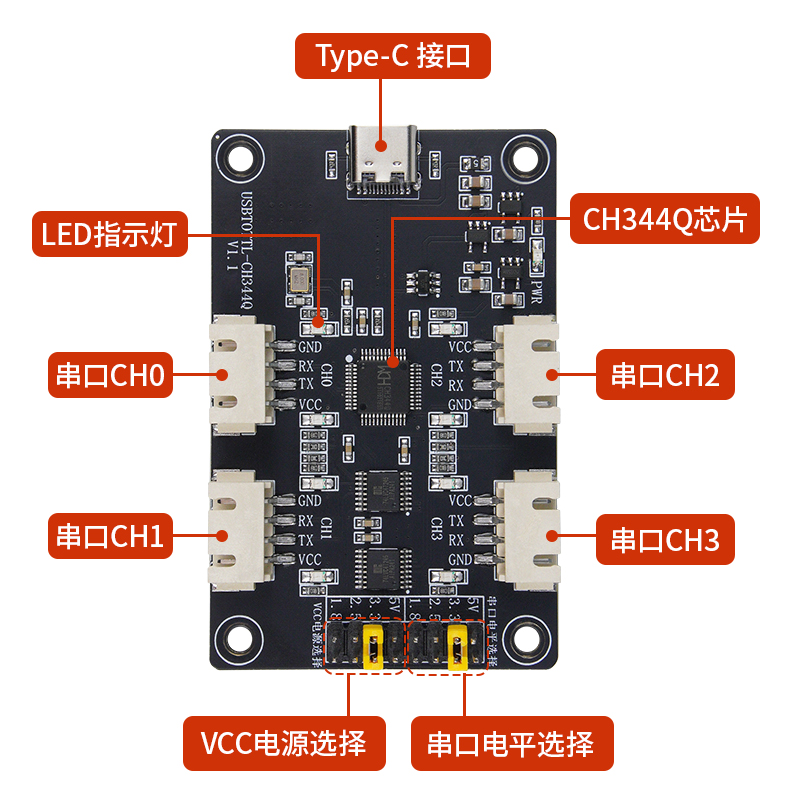 Type-C 接口
CH344Q芯片
LED指示灯
USBTOTTL-CH344Q
V1.1
PWR
串口CH0
GND
RX
TX
VCC
CH0
VCC
TX
RX
GND
CH2
串口CH2
串口CH1
GND
RX
TX
VCC
CH1
VCC
TX
RX
GND
CH3
串口CH3
VCC电源选择
1.8
2.5
3.3
5V
1.8
2.5
3.3
5V
串口电平选择
VCC电源选择
串口电平选择